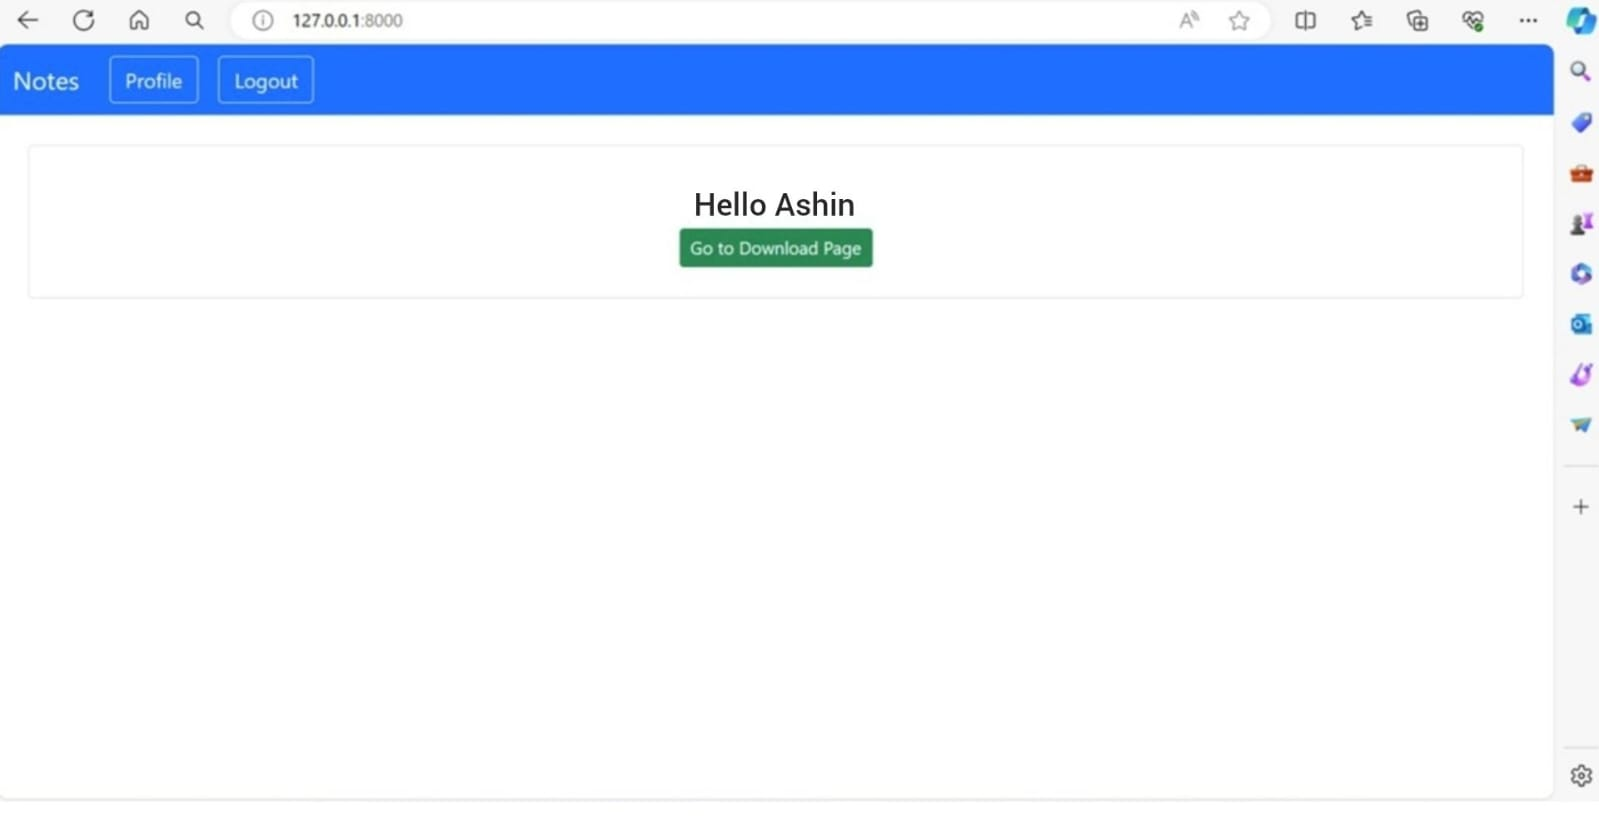 127.0.0.1:8000
Notes Profile Logout
Hello Ashin
Go to Download Page